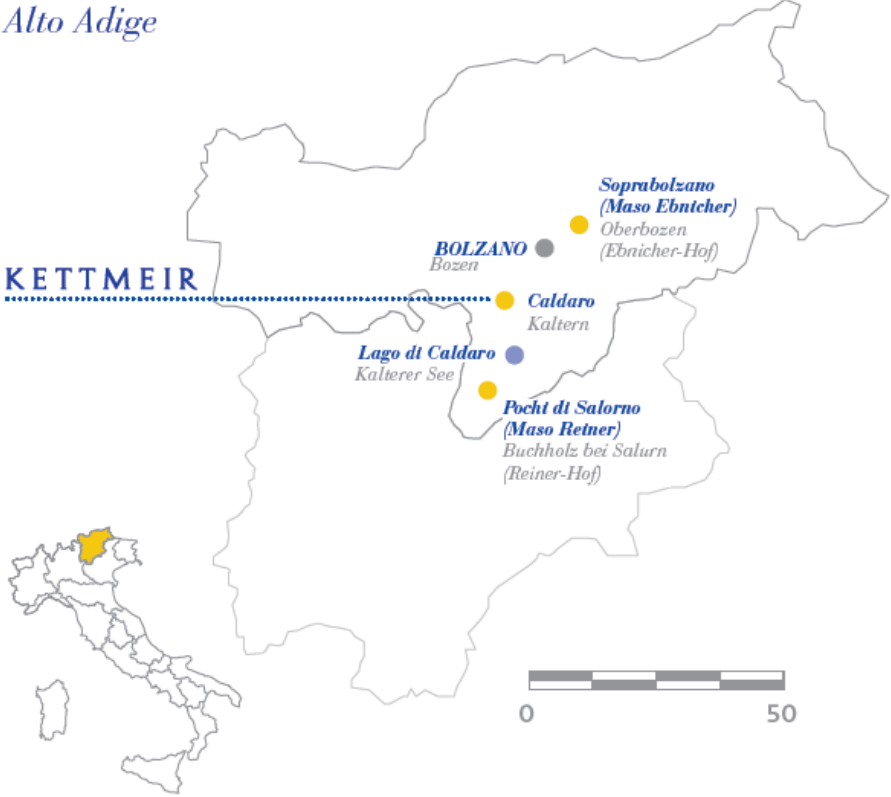 Alto Adige
Soprabolzano
(Maso Ebnicher)
Oberbozen
(Ebnicher-Hof)
BOLZANO
Bozen
KETTMEIR
Caldaro
Kaltern
Lago di Caldaro
Kalterer See
Pochi di Salorno
(Maso Reiner)
Buchholz bei Salurn
(Reiner-Hof)
0 50